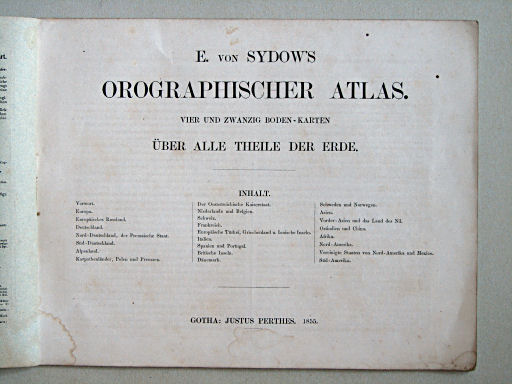 E. VON SYDOW'S
OROGRAPHISCHER ATLAS.
VIER UND ZWANZIG BODEN-KARTEN
ÜBER ALLE THEILE DER ERDE.
INHALT.
Vorwort.
Europa.
Europäisches Russland.
Deutschland.
Nord-Deutschland, der Preussische Staat.
Süd-Deutschland.
Alpenland.
Karpathenländer, Polen und Preussen.
Der Oesterreichische Kaiserstaat.
Niederlande und Belgien.
Schweiz.
Frankreich.
Europäische Türkei, Griechenland u. Ionische Inseln.
Italien.
Spanien und Portugal.
Britische Inseln.
Dänemark.
Schweden und Norwegen.
Asien.
Vorder-Asien und das Land des Nil.
Ostindien und China.
Afrika.
Nord-Amerika.
Vereinigte Staaten von Nord-Amerika und Mexico.
Süd-Amerika.
GOTHA: JUSTUS PERTHES. 1855.